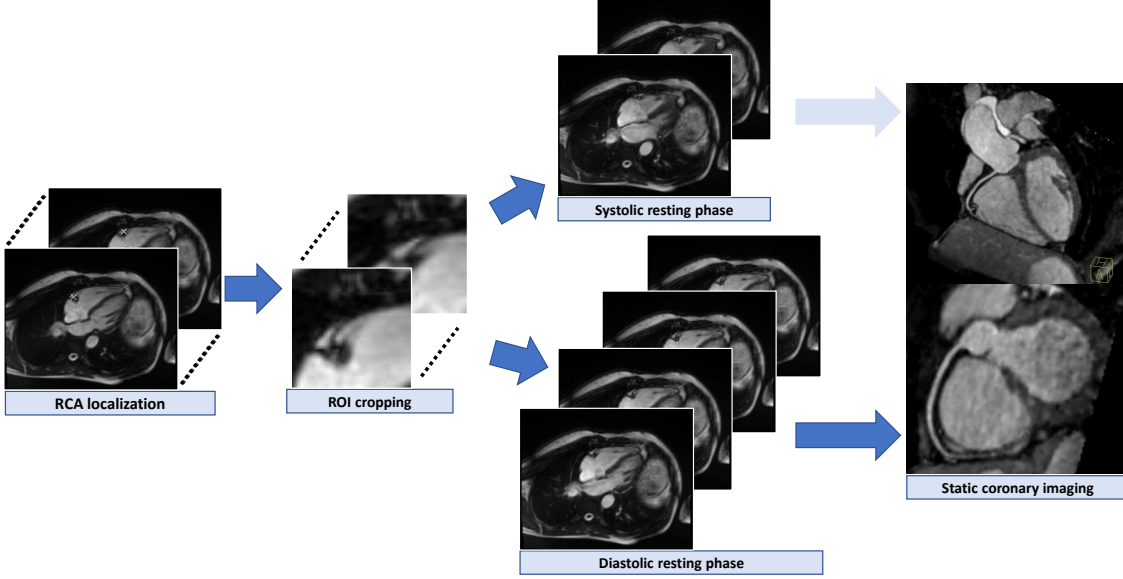 Systolic resting phase
RCA localization
ROI cropping
Static coronary imaging
Diastolic resting phase